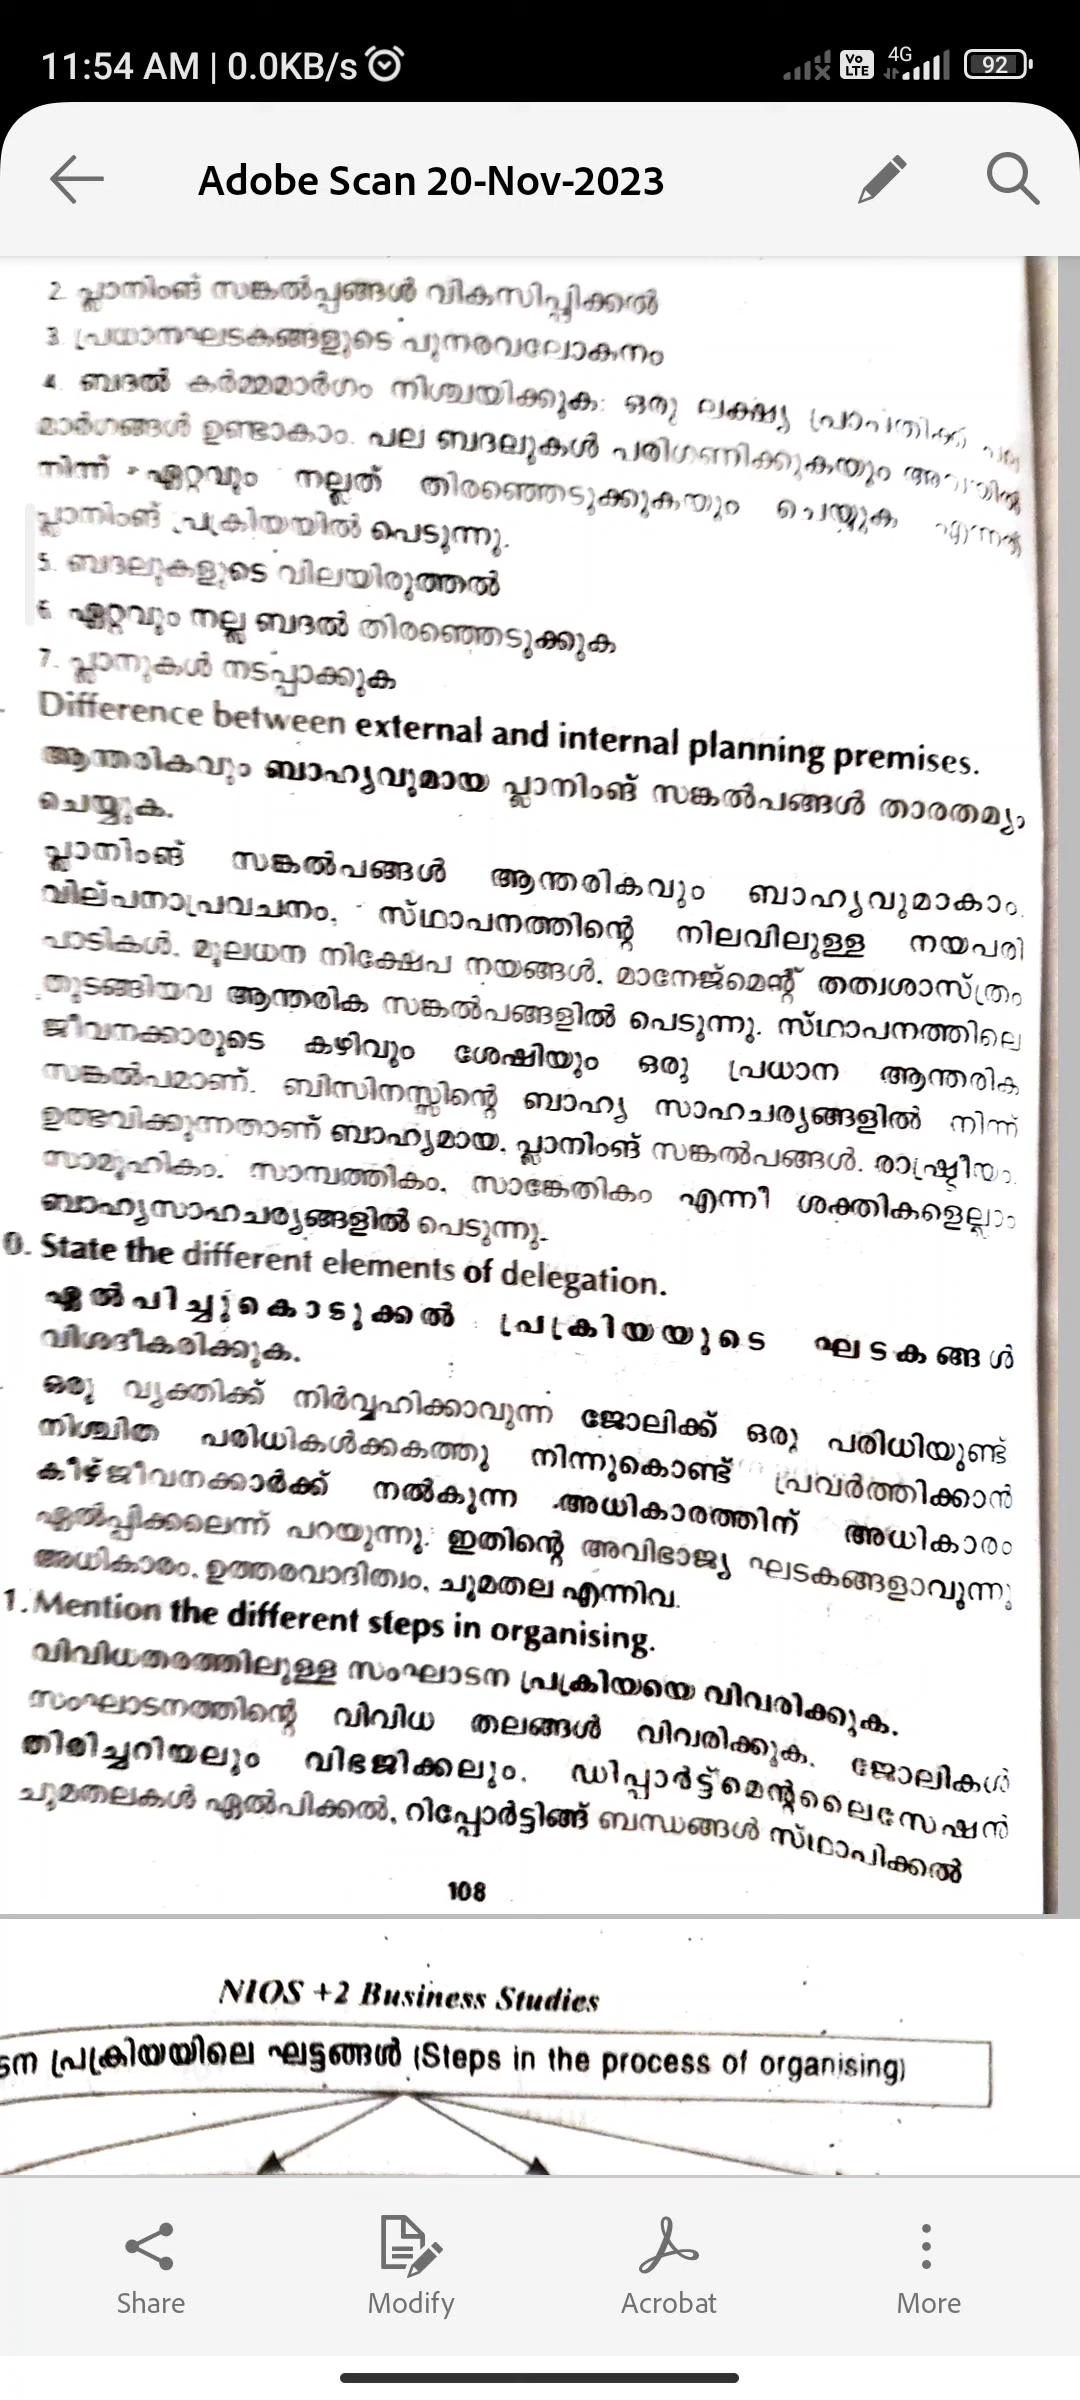 11:54 AM | 0.0KB/s
Vo LTE 4G 92
Adobe Scan 20-Nov-2023
2. പ്ലാനിംങ് സങ്കൽപ്പങ്ങൾ വികസിപ്പിക്കൽ
3. പ്രധാനഘടകങ്ങളുടെ പുനരവലോകനം
4. ബദൽ കർമ്മമാർഗം നിശ്ചയിക്കുക: ഒരു ലക്ഷ്യ
മാർഗങ്ങൾ ഉണ്ടാകാം. പല ബദലുകൾ പരിഗണിക്കുകയും
നിന്ന് ഏറ്റവും നല്ലത് തിരഞ്ഞെടുക്കുകയും ചെയ്യുക എന്നത്
പ്ലാനിംങ് പ്രക്രിയയിൽ പെടുന്നു.
5. ബദലുകളുടെ വിലയിരുത്തൽ
6 ഏറ്റവും നല്ല ബദൽ തിരഞ്ഞെടുക്കുക
7. പ്ലാനുകൾ നടപ്പാക്കുക
Difference between external and internal planning premises.
ആന്തരികവും ബാഹ്യവുമായ പ്ലാനിംങ് സങ്കൽപങ്ങൾ താരതമ്യം
ചെയ്യുക.
പ്ലാനിംങ് സങ്കൽപങ്ങൾ ആന്തരികവും ബാഹ്യവുമാകാം.
വില്പനാപ്രവചനം, സ്ഥാപനത്തിന്റെ നിലവിലുള്ള നയപരി
പാടികൾ, മൂലധന നിക്ഷേപ നയങ്ങൾ, മാനേജ്മെന്റ് തത്വശാസ്ത്രം
തുടങ്ങിയവ ആന്തരിക സങ്കൽപങ്ങളിൽ പെടുന്നു. സ്ഥാപനത്തിലെ
ജീവനക്കാരുടെ കഴിവും ശേഷിയും ഒരു പ്രധാന ആന്തരിക
സങ്കൽപമാണ്. ബിസിനസ്സിന്റെ ബാഹ്യ സാഹചര്യങ്ങളിൽ നിന്ന്
ഉത്ഭവിക്കുന്നതാണ് ബാഹ്യമായ, പ്ലാനിംങ് സങ്കൽപങ്ങൾ. രാഷ്ട്രീയം,
സാമൂഹികം, സാമ്പത്തികം, സാങ്കേതികം എന്നീ ശക്തികളെല്ലാം
ബാഹ്യസാഹചര്യങ്ങളിൽ പെടുന്നു.
0. State the different elements of delegation.
ഏൽപിച്ചുകൊടുക്കൽ പ്രക്രിയയുടെ ഘടകങ്ങൾ
വിശദീകരിക്കുക.
ഒരു വ്യക്തിക്ക് നിർവ്വഹിക്കാവുന്ന ജോലിക്ക് ഒരു പരിധിയുണ്ട്
നിശ്ചിത പരിധികൾക്കകത്തു നിന്നുകൊണ്ട് പ്രവർത്തിക്കാൻ
കീഴ്ജീവനക്കാർക്ക് നൽകുന്ന അധികാരത്തിന് അധികാരം
ഏൽപ്പിക്കലെന്ന് പറയുന്നു. ഇതിന്റെ അവിഭാജ്യ ഘടകങ്ങളാവുന്നു
അധികാരം, ഉത്തരവാദിത്വം, ചുമതല എന്നിവ.
1. Mention the different steps in organising.
വിവിധതരത്തിലുള്ള സംഘാടന പ്രക്രിയയെ വിവരിക്കുക.
സംഘാടനത്തിന്റെ വിവിധ തലങ്ങൾ വിവരിക്കുക. ജോലികൾ
തിരിച്ചറിയലും വിഭജിക്കലും, ഡിപ്പാർട്ട്മെന്റലൈസേഷൻ
ചുമതലകൾ ഏൽപിക്കൽ, റിപ്പോർട്ടിങ്ങ് ബന്ധങ്ങൾ സ്ഥാപിക്കൽ
108
NIOS +2 Business Studies
ടന പ്രക്രിയയിലെ ഘട്ടങ്ങൾ (Steps in the process of organising)
Share Modify Acrobat More